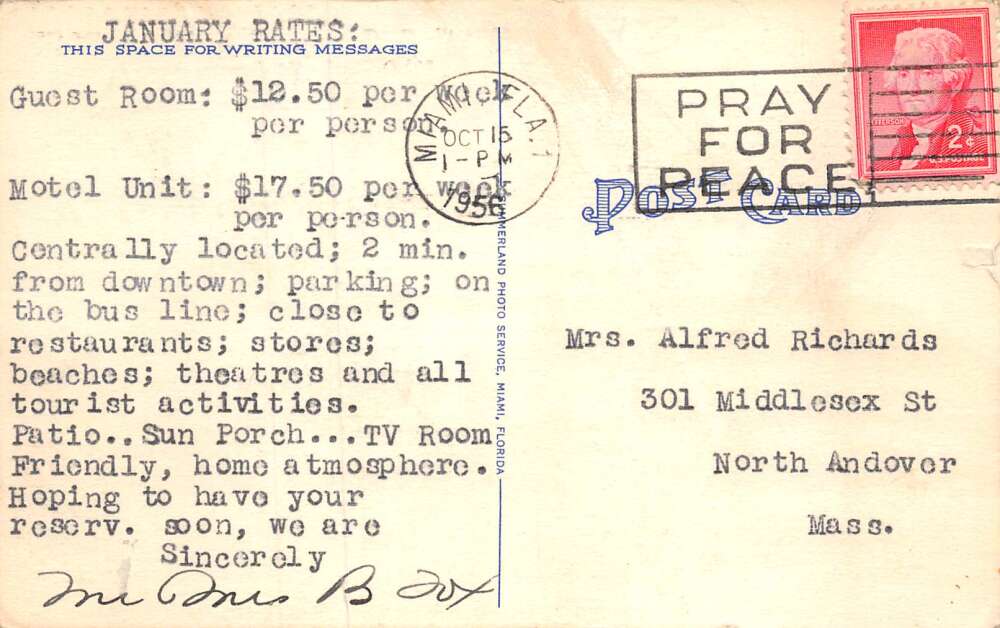 JANUARY RATES:
THIS SPACE FOR WRITING MESSAGES
Guest Room: $12.50 per week
per person.
Motel Unit: $17.50 per week
per person.
Centrally located; 2 min.
from downtown; parking; on
the bus line; close to
restaurants; stores;
beaches; theatres and all
tourist activities.
Patio..Sun Porch...TV Room
Friendly, home atmosphere.
Hoping to have your
reserv. soon, we are
Sincerely
Mr & Mrs B Fox
MIAMI, FLA. 1
OCT 15
1 - PM
1956
SUMMERLAND PHOTO SERVICE, MIAMI, FLORIDA
PRAY
FOR
PEACE
JEFFERSON
2¢
POSTAGE
POST CARD
Mrs. Alfred Richards
301 Middlesex St
North Andover
Mass.